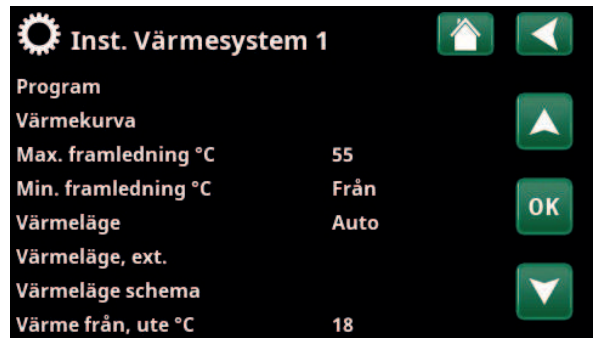 Inst. Värmesystem 1
Program
Värmekurva
Max. framledning °C 55
Min. framledning °C Från
Värmeläge Auto
OK
Värmeläge, ext.
Värmeläge schema
Värme från, ute °C 18